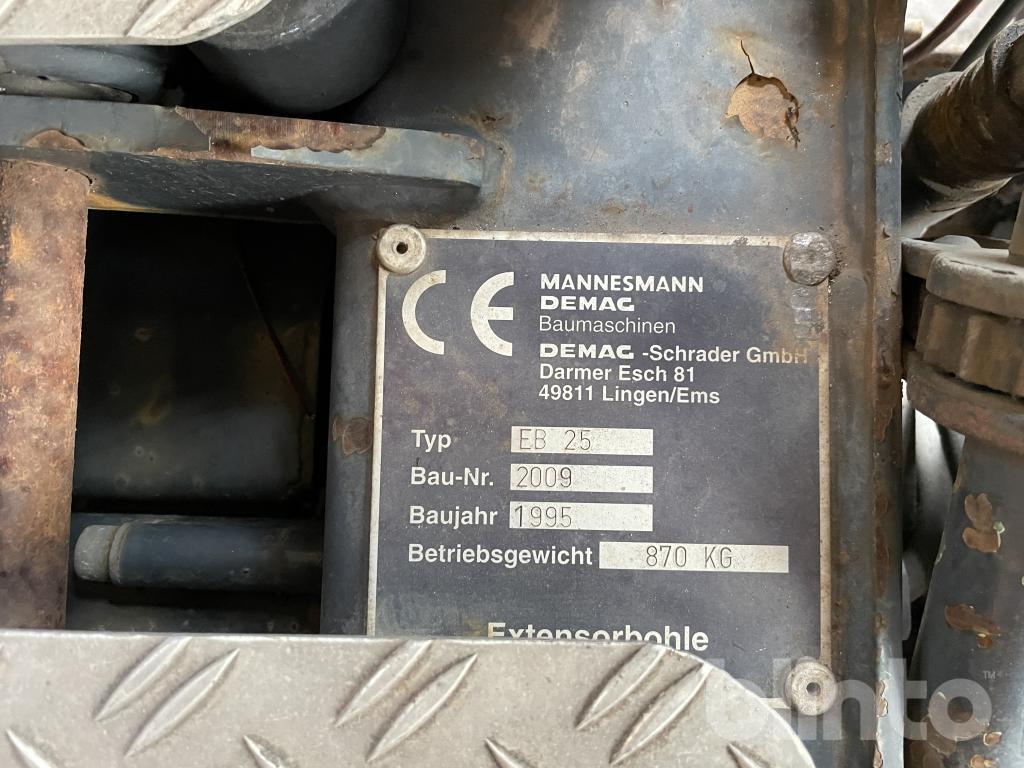 CE
MANNESMANN
DEMAG
Baumaschinen
DEMAG -Schrader GmbH
Darmer Esch 81
49811 Lingen/Ems
Typ EB 25
Bau-Nr. 2009
Baujahr 1995
Betriebsgewicht 870 KG
Extensorbohle
blinto™